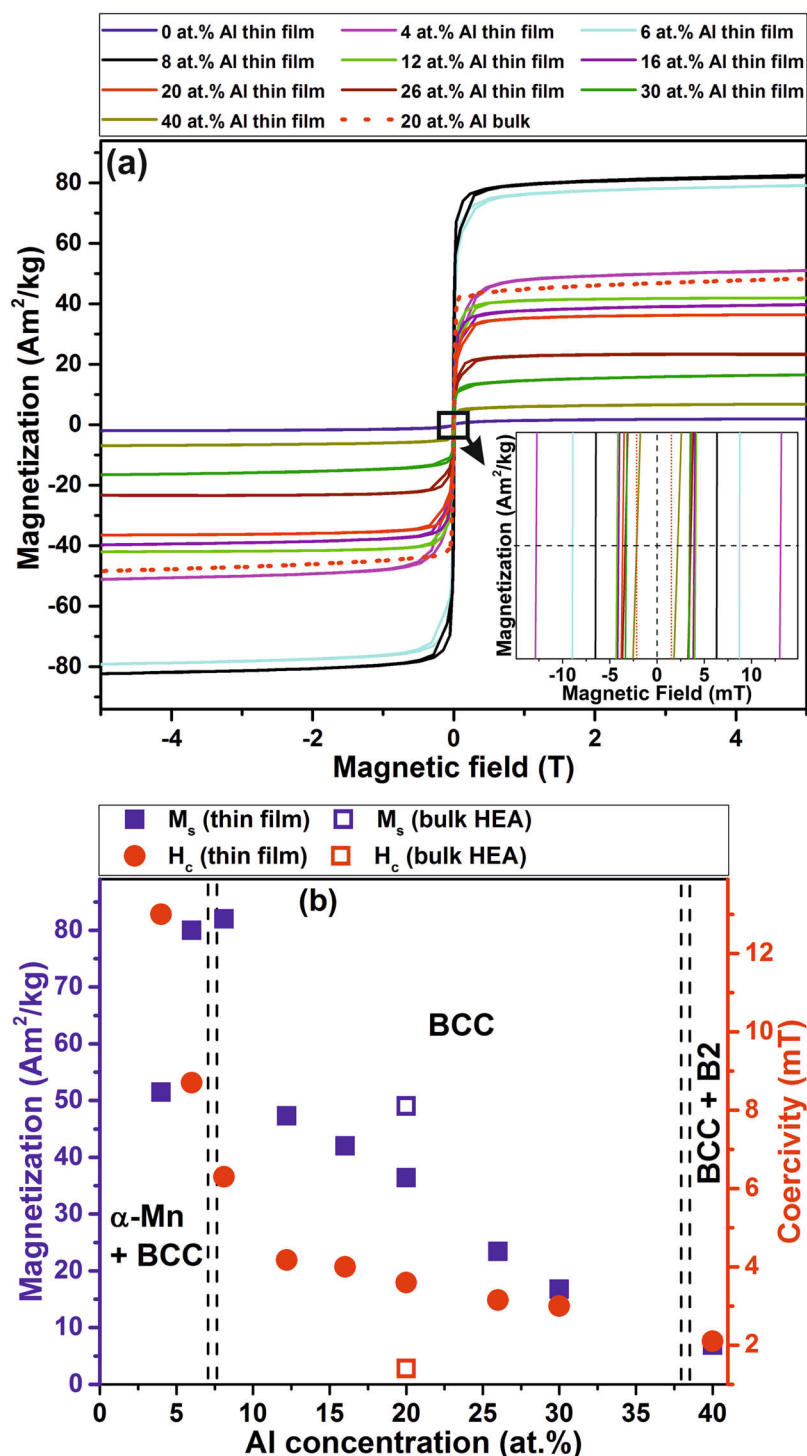 0 at.% Al thin film 4 at.% Al thin film 6 at.% Al thin film
8 at.% Al thin film 12 at.% Al thin film 16 at.% Al thin film
20 at.% Al thin film 26 at.% Al thin film 30 at.% Al thin film
40 at.% Al thin film 20 at.% Al bulk
(a)
Magnetization (Am²/kg)
80
60
40
20
0
-20
-40
-60
-80
Magnetization (Am²/kg)
-10 -5 0 5 10
Magnetic Field (mT)
-4 -2 0 2 4
Magnetic field (T)
Mₛ (thin film) Mₛ (bulk HEA)
H꜀ (thin film) H꜀ (bulk HEA)
(b)
Magnetization (Am²/kg)
80
70
60
50
40
30
20
10
0
BCC
α-Mn
+ BCC
BCC + B2
12
10
8
6
4
2
Coercivity (mT)
0 5 10 15 20 25 30 35 40
Al concentration (at.%)